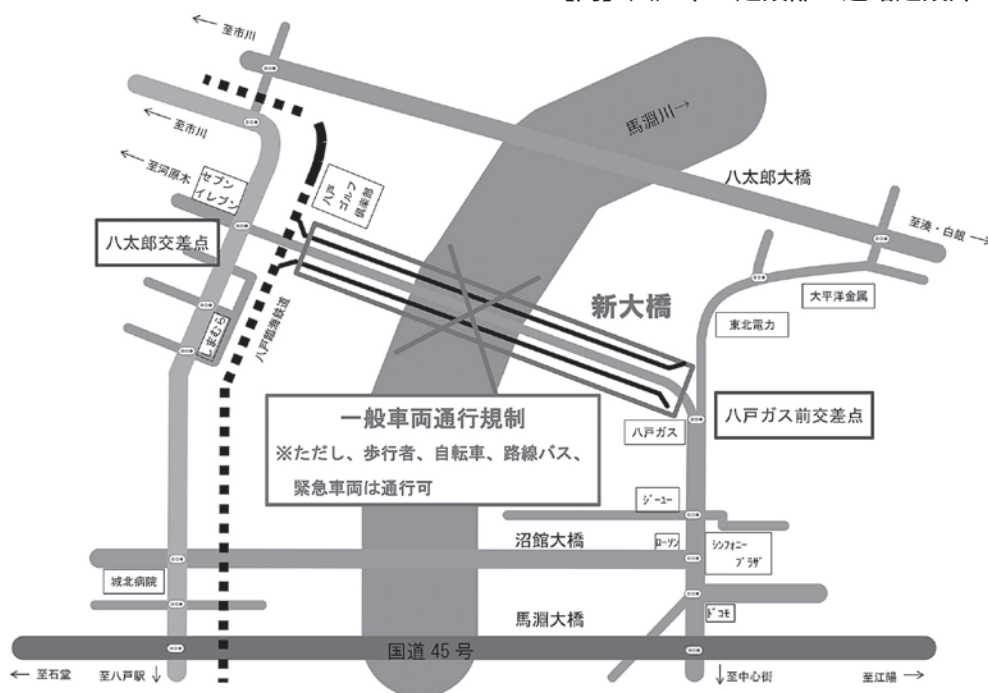 至市川
至市川
馬淵川→
至河原木
セブン
イレブン
八戸
ゴルフ
倶楽部
八太郎大橋
至湊・白銀
八太郎交差点
新大橋
大平洋金属
東北電力
しまむら
八戸臨海鉄道
一般車両通行規制
※ただし、歩行者、自転車、路線バス、
緊急車両は通行可
八戸ガス
八戸ガス前交差点
ジーユー
沼館大橋
ローソン
シンフォニー
プラザ
城北病院
馬淵大橋
ドコモ
国道 45 号
←至石堂
至八戸駅↓
↓至中心街
至江陽→